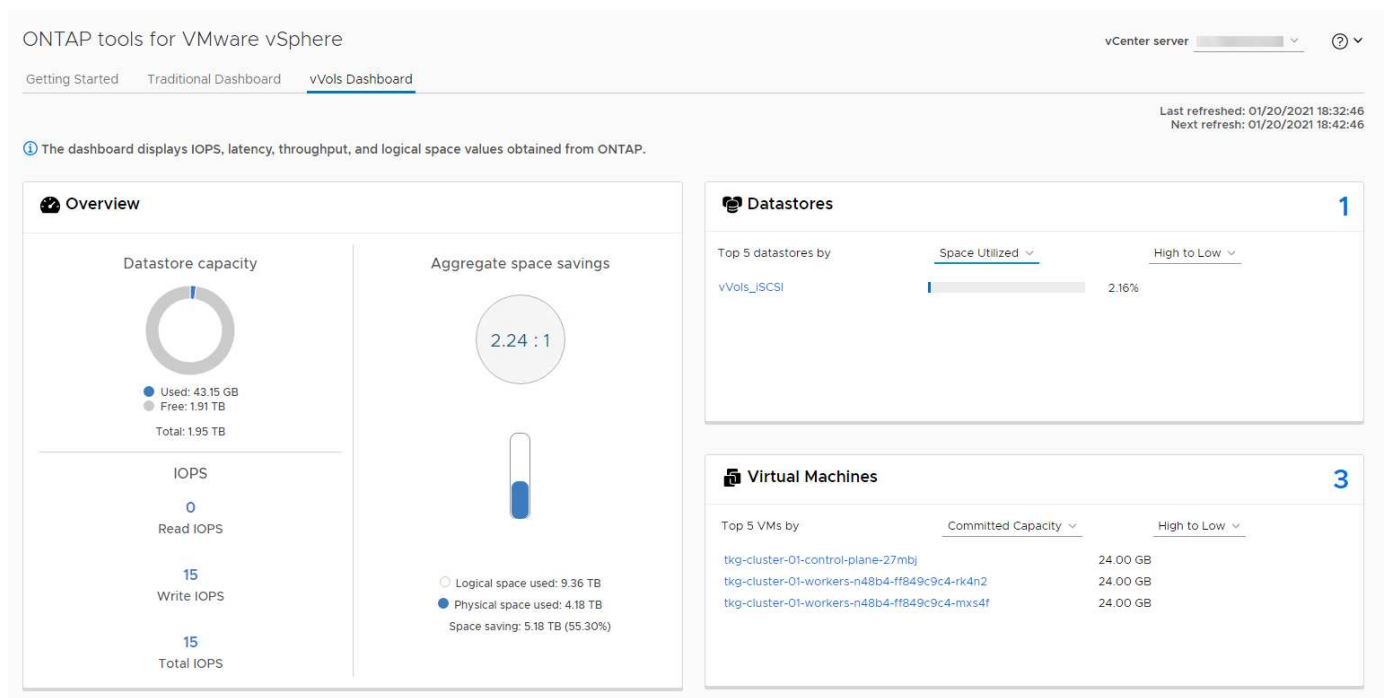 ONTAP tools for VMware vSphere
vCenter server
Getting Started Traditional Dashboard vVols Dashboard
Last refreshed: 01/20/2021 18:32:46
Next refresh: 01/20/2021 18:42:46
The dashboard displays IOPS, latency, throughput, and logical space values obtained from ONTAP.
Overview
Datastore capacity
Used: 43.15 GB
Free: 1.91 TB
Total: 1.95 TB
IOPS
0
Read IOPS
15
Write IOPS
15
Total IOPS
Aggregate space savings
2.24 : 1
Logical space used: 9.36 TB
Physical space used: 4.18 TB
Space saving: 5.18 TB (55.30%)
Datastores 1
Top 5 datastores by Space Utilized High to Low
vVols_iSCSI 2.16%
Virtual Machines 3
Top 5 VMs by Committed Capacity High to Low
tkg-cluster-01-control-plane-27mbj 24.00 GB
tkg-cluster-01-workers-n48b4-ff849c9c4-rk4n2 24.00 GB
tkg-cluster-01-workers-n48b4-ff849c9c4-mxs4f 24.00 GB